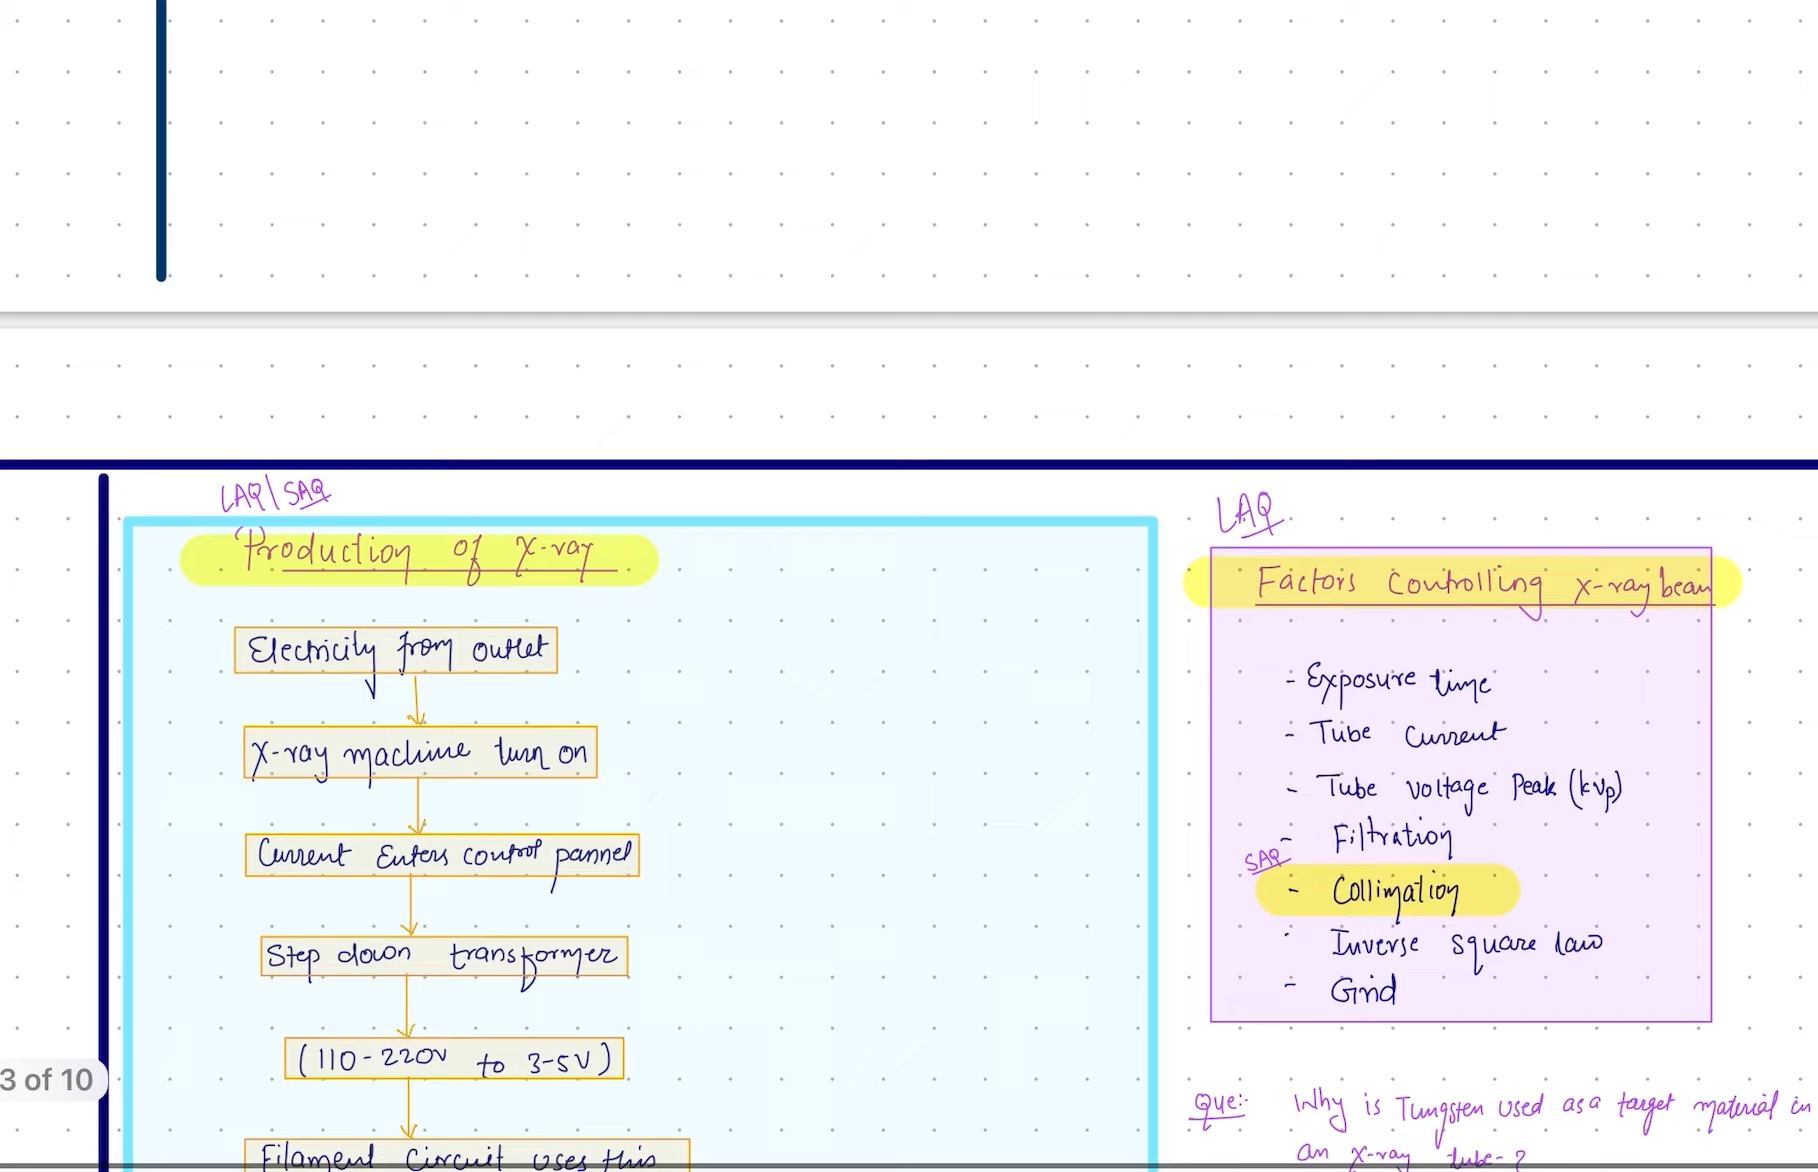 LAQ\SAQ
Production of X-ray
Electricity from outlet
X-ray machine turn on
Current Enters control pannel
Step down transformer
(110-220V to 3-5V)
Filament Circuit uses this
3 of 10
LAQ
Factors Controlling X-ray beam
- Exposure time
- Tube Current
- Tube Voltage Peak (kVp)
- Filtration
SAQ
- Collimation
- Inverse square law
- Grid
Que:- Why is Tungsten used as a target material in
an X-ray tube-?